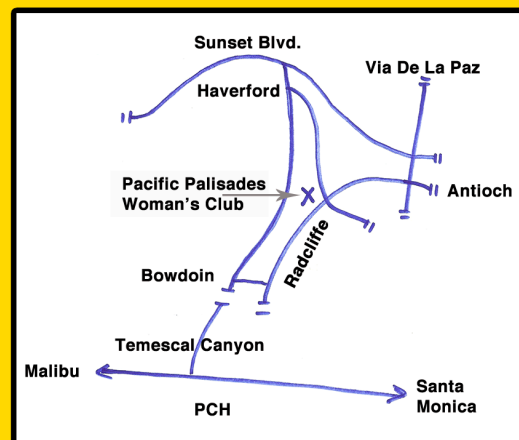 Sunset Blvd.
Via De La Paz
Haverford
Pacific Palisades
Woman's Club
Antioch
Radcliffe
Bowdoin
Temescal Canyon
Malibu
Santa
Monica
PCH